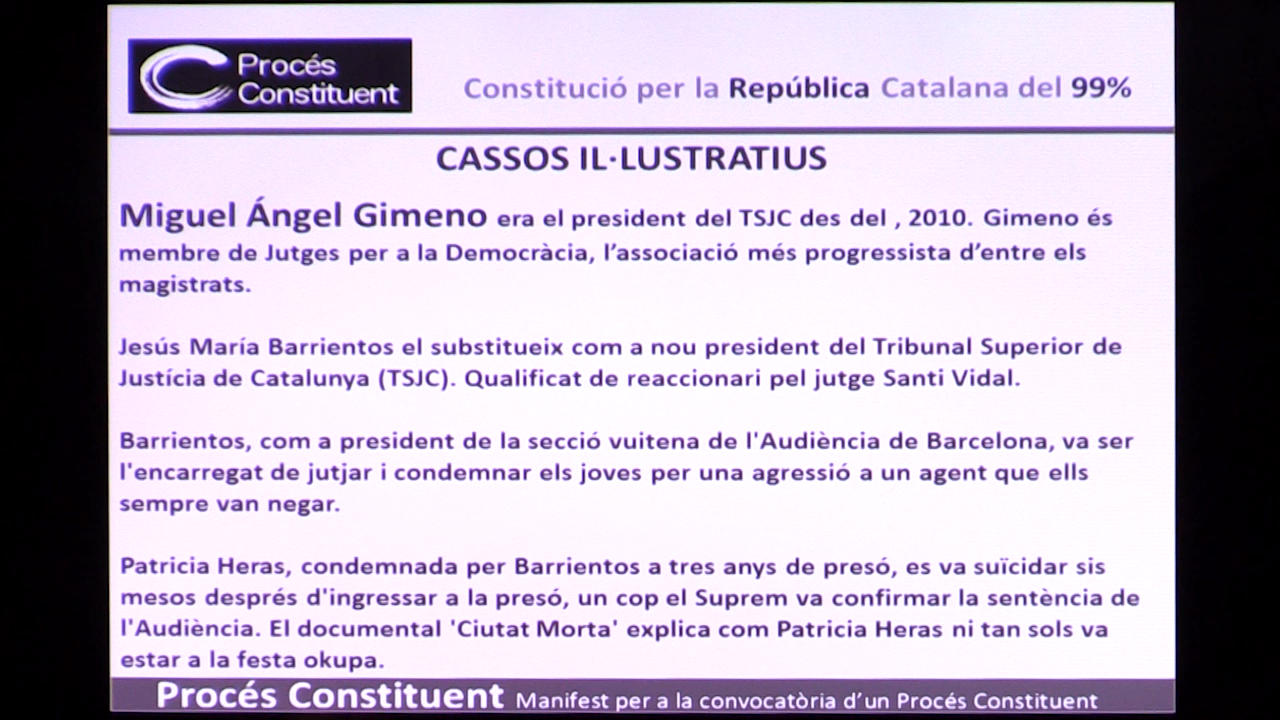 Procés
Constituent
Constitució per la República Catalana del 99%
CASSOS IL·LUSTRATIUS
Miguel Ángel Gimeno era el president del TSJC des del , 2010. Gimeno és
membre de Jutges per a la Democràcia, l’associació més progressista d’entre els
magistrats.
Jesús María Barrientos el substitueix com a nou president del Tribunal Superior de
Justícia de Catalunya (TSJC). Qualificat de reaccionari pel jutge Santi Vidal.
Barrientos, com a president de la secció vuitena de l'Audiència de Barcelona, va ser
l'encarregat de jutjar i condemnar els joves per una agressió a un agent que ells
sempre van negar.
Patricia Heras, condemnada per Barrientos a tres anys de presó, es va suïcidar sis
mesos després d'ingressar a la presó, un cop el Suprem va confirmar la sentència de
l'Audiència. El documental 'Ciutat Morta' explica com Patricia Heras ni tan sols va
estar a la festa okupa.
Procés Constituent Manifest per a la convocatòria d’un Procés Constituent